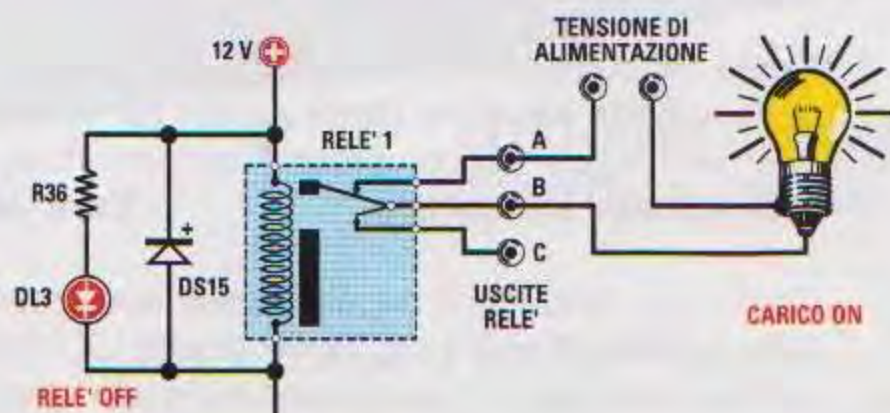 TENSIONE DI
ALIMENTAZIONE
12 V
RELE' 1
A
R36
B
DS15
+
C
DL3
USCITE
RELE'
CARICO ON
RELE' OFF